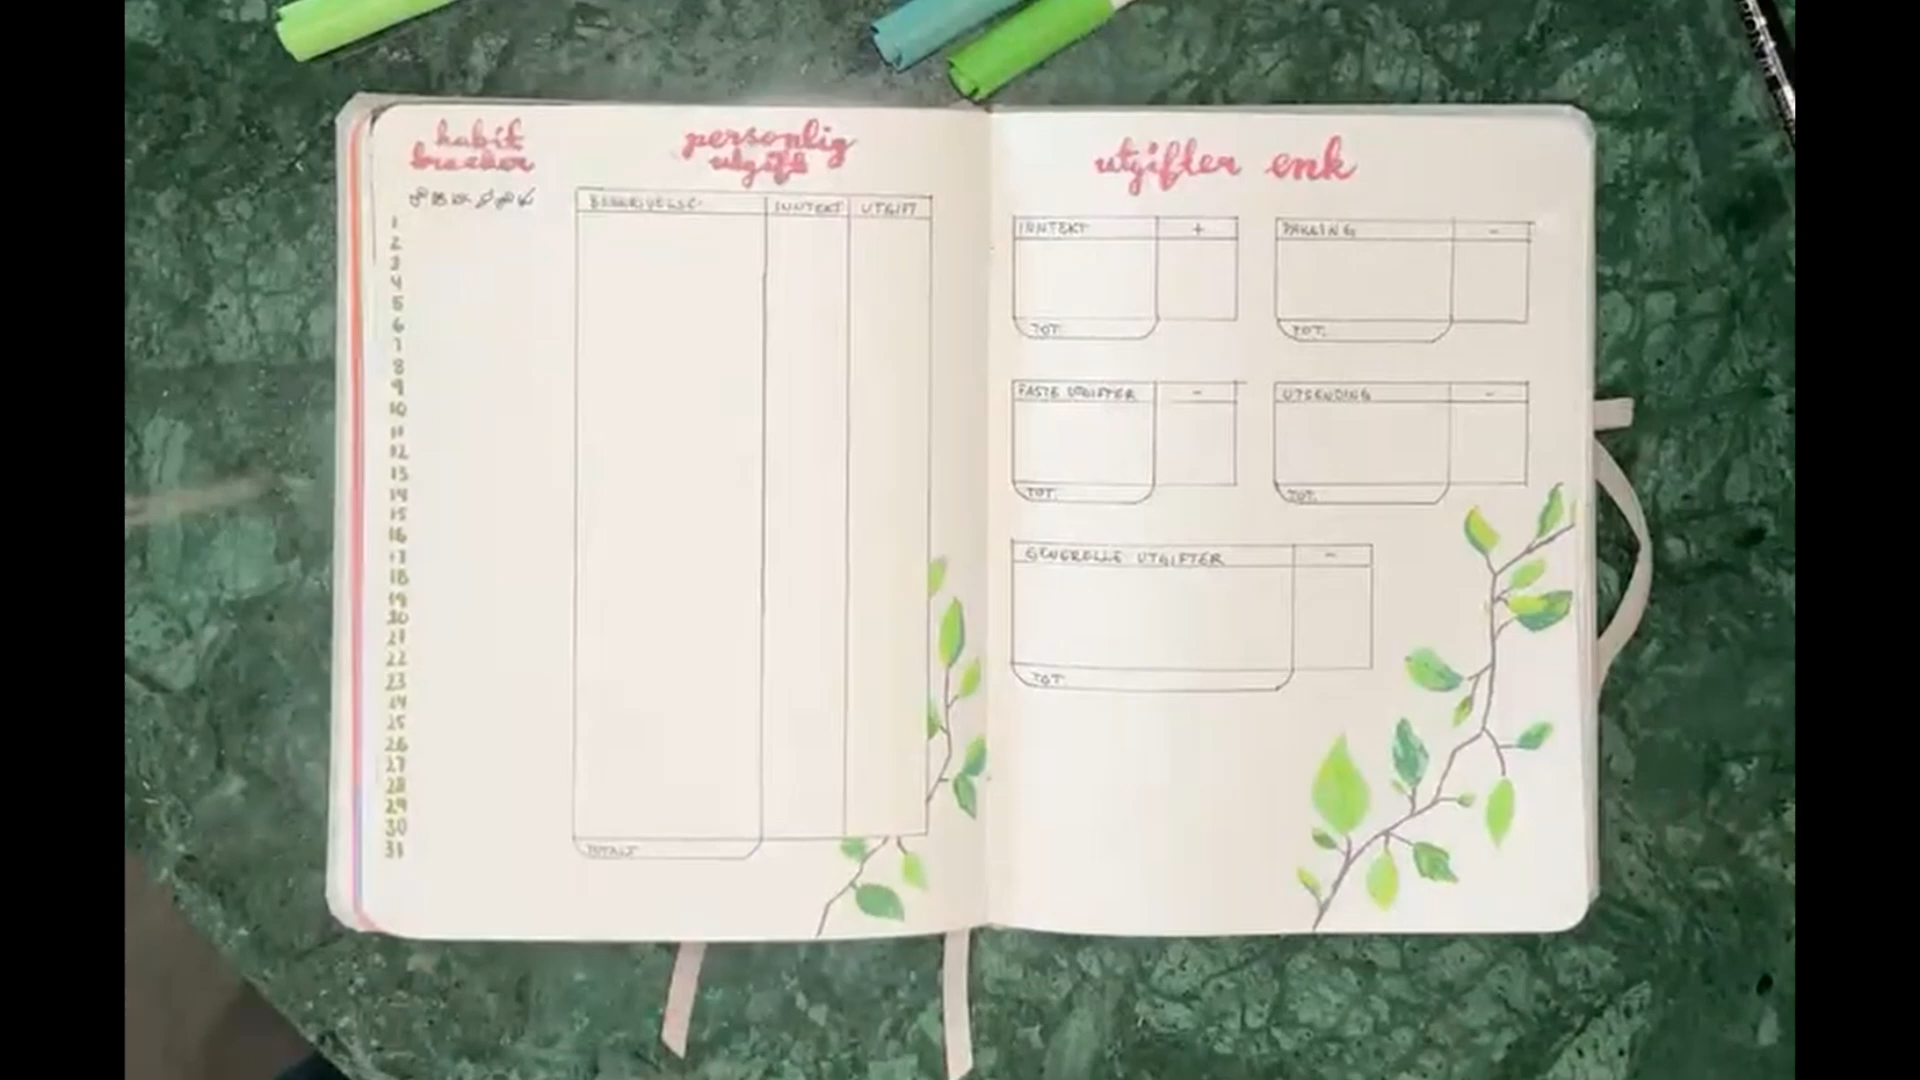 habit
tracker
personlig
utgift
utgifter enk
BESKRIVELSE
INNTEKT
UTGIFT
1
2
3
4
5
6
7
8
9
10
11
12
13
14
15
16
17
18
19
20
21
22
23
24
25
26
27
28
29
30
31
TOTALT
INNTEKT +
TOT.
PAKKING -
TOT.
FASTE UTGIFTER -
TOT.
UTSENDING -
TOT.
GENERELLE UTGIFTER -
TOT.